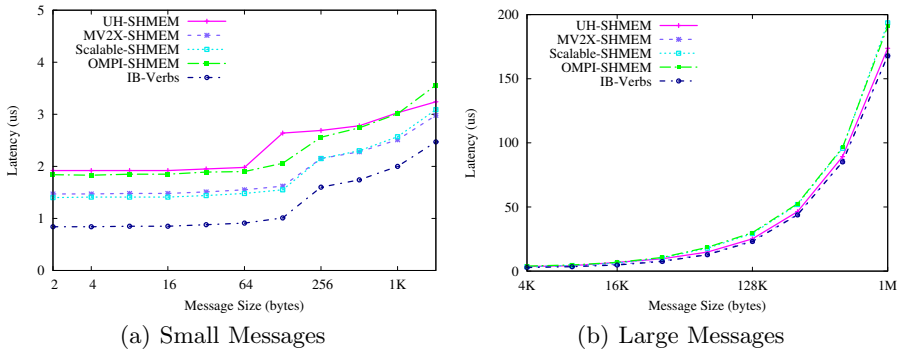 5
4
3
2
1
0
2
4
16
64
256
1K
Latency (us)
Message Size (bytes)
UH-SHMEM
MV2X-SHMEM
Scalable-SHMEM
OMPI-SHMEM
IB-Verbs
(a) Small Messages
200
150
100
50
0
4K
16K
128K
1M
Latency (us)
Message Size (bytes)
UH-SHMEM
MV2X-SHMEM
Scalable-SHMEM
OMPI-SHMEM
IB-Verbs
(b) Large Messages